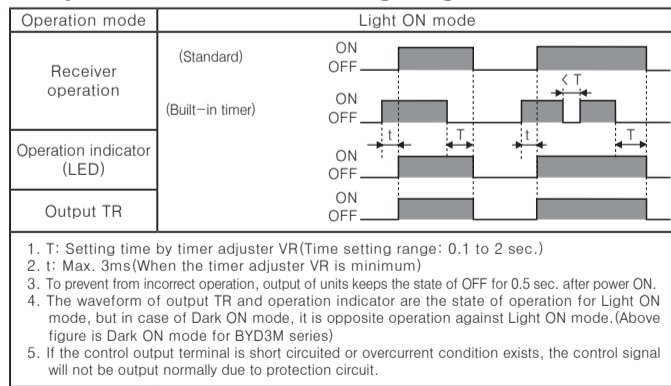 Operation mode
Light ON mode
Receiver
operation
(Standard)
ON
OFF
< T
(Built-in timer)
ON
OFF
t
T
t
T
Operation indicator
(LED)
ON
OFF
Output TR
ON
OFF
1. T: Setting time by timer adjuster VR(Time setting range: 0.1 to 2 sec.)
2. t: Max. 3ms(When the timer adjuster VR is minimum)
3. To prevent from incorrect operation, output of units keeps the state of OFF for 0.5 sec. after power ON.
4. The waveform of output TR and operation indicator are the state of operation for Light ON
mode, but in case of Dark ON mode, it is opposite operation against Light ON mode.(Above
figure is Dark ON mode for BYD3M series)
5. If the control output terminal is short circuited or overcurrent condition exists, the control signal
will not be output normally due to protection circuit.